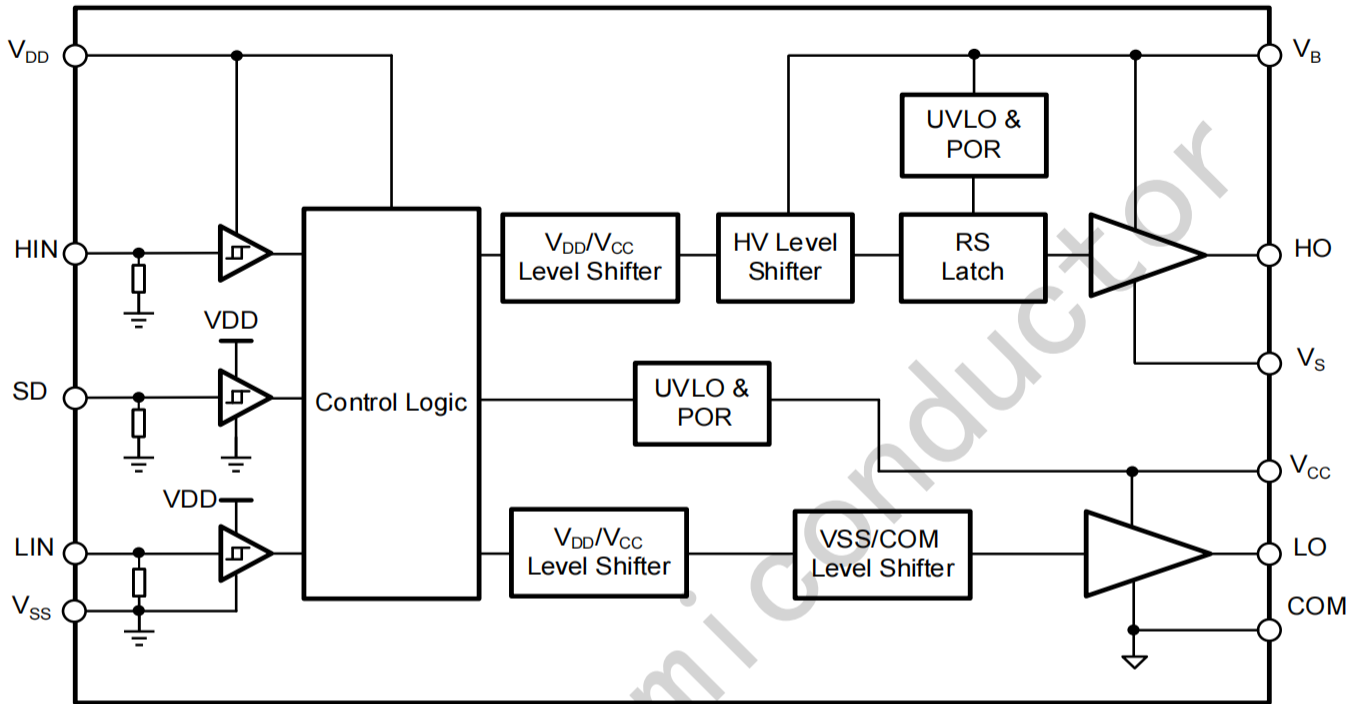 VDD
VB
UVLO &
POR
HIN
VDD/VCC
Level Shifter
HV Level
Shifter
RS
Latch
HO
VDD
VS
SD
Control Logic
UVLO &
POR
VCC
VDD
LIN
VDD/VCC
Level Shifter
VSS/COM
Level Shifter
LO
VSS
COM
miconductor